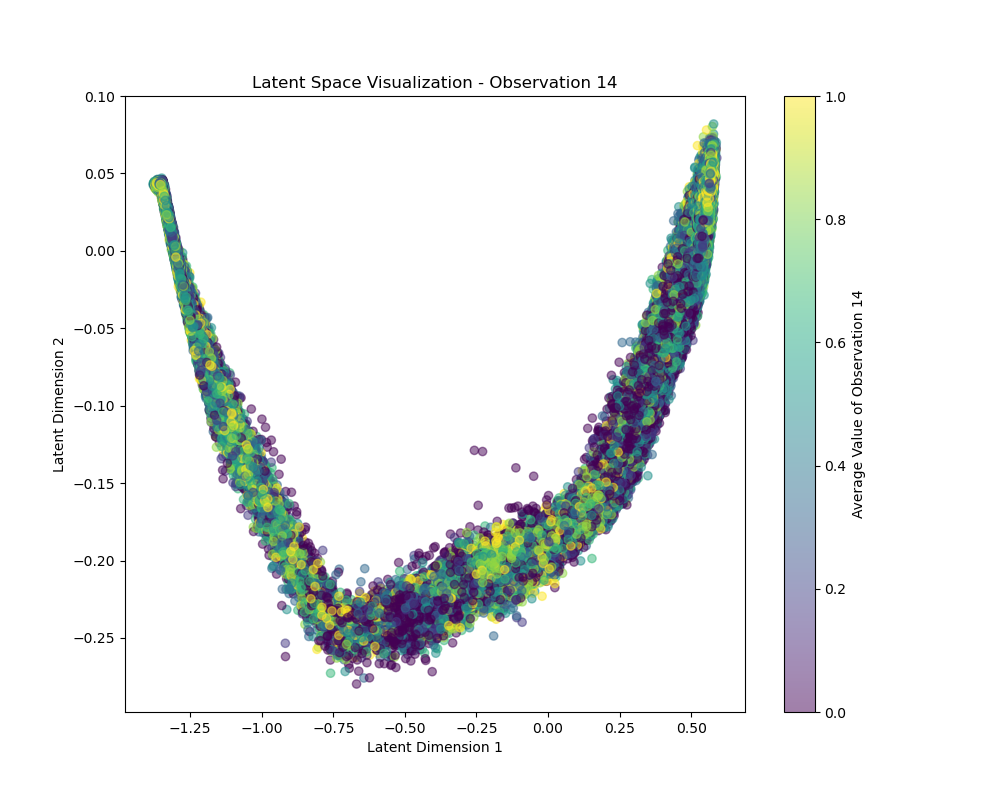 Latent Space Visualization - Observation 14
0.10
0.05
0.00
−0.05
−0.10
−0.15
−0.20
−0.25
Latent Dimension 2
−1.25 −1.00 −0.75 −0.50 −0.25 0.00 0.25 0.50
Latent Dimension 1
1.0
0.8
0.6
0.4
0.2
0.0
Average Value of Observation 14